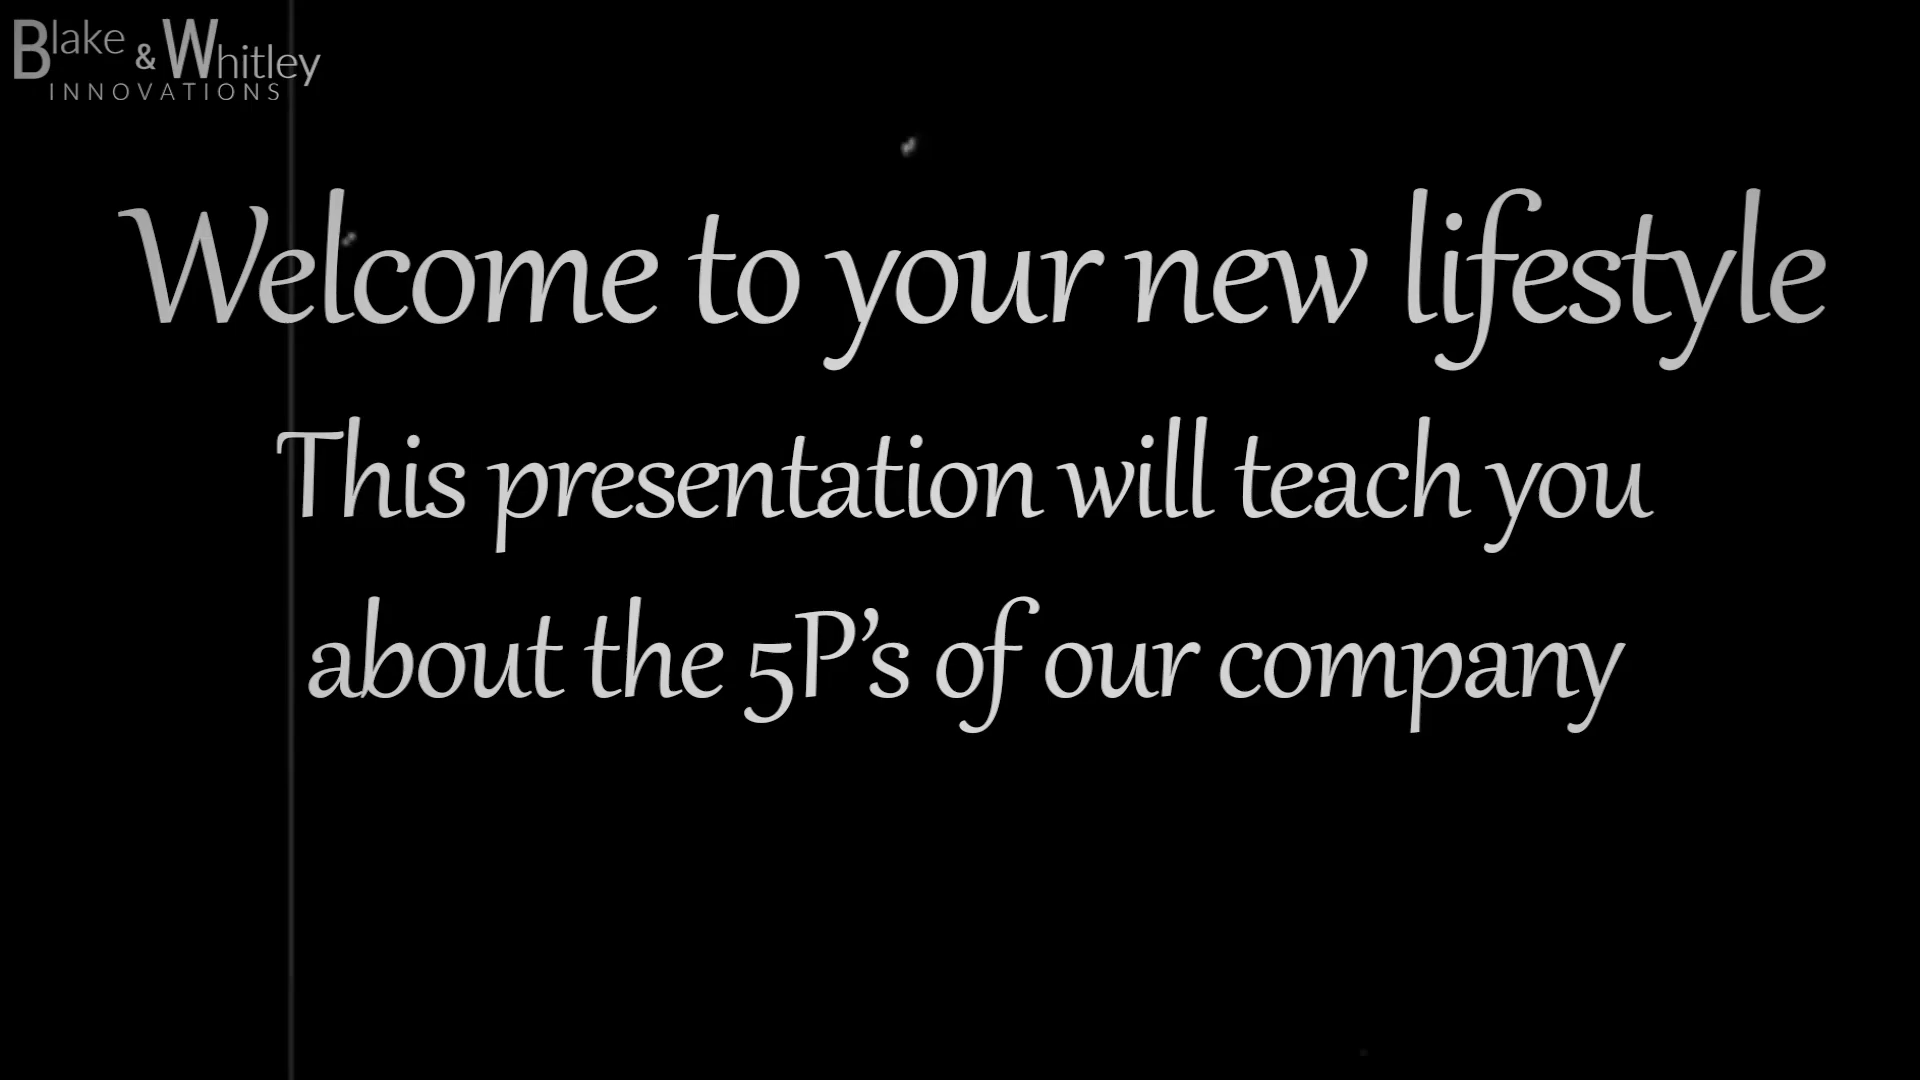 Blake & Whitley
INNOVATIONS
Welcome to your new lifestyle
This presentation will teach you
about the 5P’s of our company